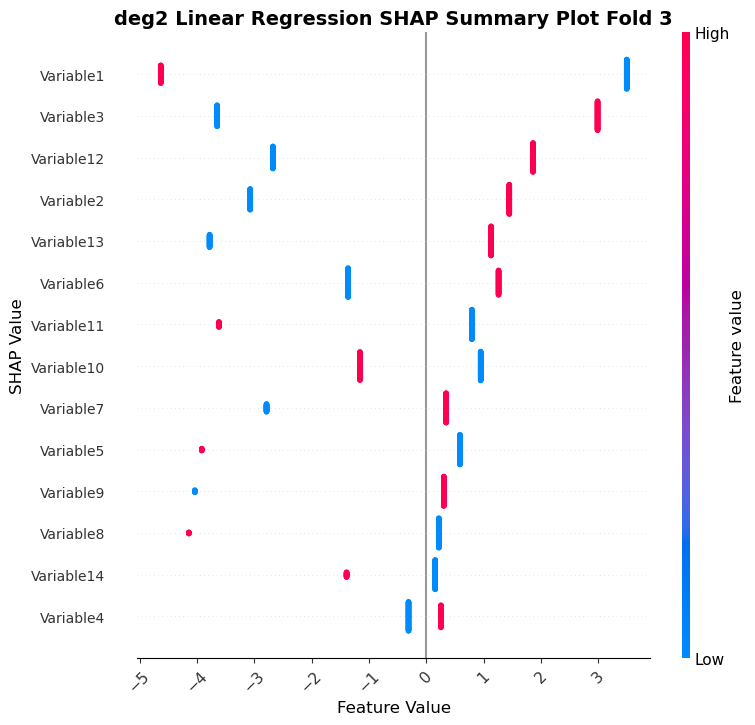 deg2 Linear Regression SHAP Summary Plot Fold 3
High
Variable1
Variable3
Variable12
Variable2
Variable13
Variable6
Variable11
Variable10
Variable7
Variable5
Variable9
Variable8
Variable14
Variable4
SHAP Value
Feature value
Low
−5 −4 −3 −2 −1 0 1 2 3
Feature Value